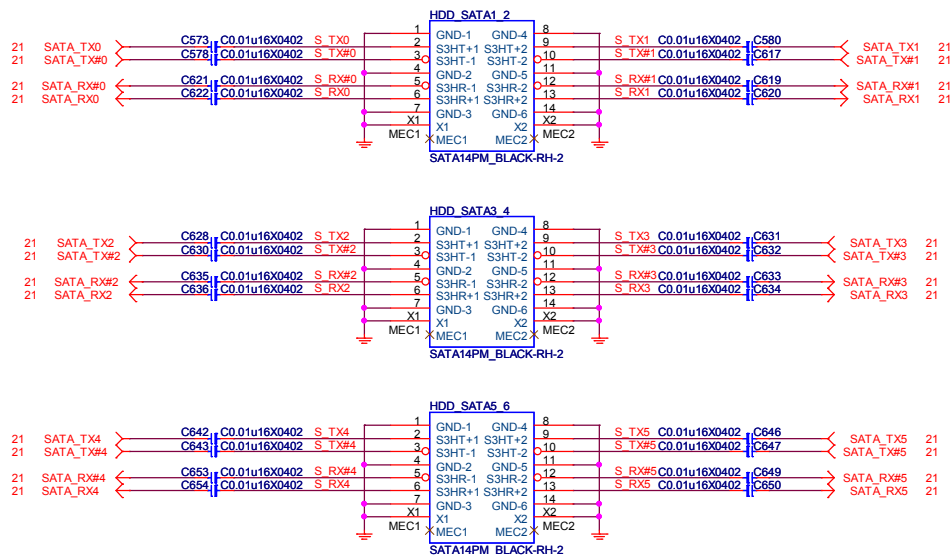 HDD_SATA1_2
21 SATA_TX0 C573 C0.01u16X0402 S_TX0 1 GND-1 GND-4 8 S_TX1 C0.01u16X0402 C580 SATA_TX1 21
21 SATA_TX#0 C578 C0.01u16X0402 S_TX#0 2 S3HT+1 S3HT+2 9 S_TX#1 C0.01u16X0402 C617 SATA_TX#1 21
3 S3HT-1 S3HT-2 10
4 GND-2 GND-5 11
21 SATA_RX#0 C621 C0.01u16X0402 S_RX#0 5 S3HR-1 S3HR-2 12 S_RX#1 C0.01u16X0402 C619 SATA_RX#1 21
21 SATA_RX0 C622 C0.01u16X0402 S_RX0 6 S3HR+1 S3HR+2 13 S_RX1 C0.01u16X0402 C620 SATA_RX1 21
7 GND-3 GND-6 14
X1 X1 X2 X2
MEC1 MEC1 MEC2 MEC2
SATA14PM_BLACK-RH-2
HDD_SATA3_4
21 SATA_TX2 C628 C0.01u16X0402 S_TX2 1 GND-1 GND-4 8 S_TX3 C0.01u16X0402 C631 SATA_TX3 21
21 SATA_TX#2 C630 C0.01u16X0402 S_TX#2 2 S3HT+1 S3HT+2 9 S_TX#3 C0.01u16X0402 C632 SATA_TX#3 21
3 S3HT-1 S3HT-2 10
4 GND-2 GND-5 11
21 SATA_RX#2 C635 C0.01u16X0402 S_RX#2 5 S3HR-1 S3HR-2 12 S_RX#3 C0.01u16X0402 C633 SATA_RX#3 21
21 SATA_RX2 C636 C0.01u16X0402 S_RX2 6 S3HR+1 S3HR+2 13 S_RX3 C0.01u16X0402 C634 SATA_RX3 21
7 GND-3 GND-6 14
X1 X1 X2 X2
MEC1 MEC1 MEC2 MEC2
SATA14PM_BLACK-RH-2
HDD_SATA5_6
21 SATA_TX4 C642 C0.01u16X0402 S_TX4 1 GND-1 GND-4 8 S_TX5 C0.01u16X0402 C646 SATA_TX5 21
21 SATA_TX#4 C643 C0.01u16X0402 S_TX#4 2 S3HT+1 S3HT+2 9 S_TX#5 C0.01u16X0402 C647 SATA_TX#5 21
3 S3HT-1 S3HT-2 10
4 GND-2 GND-5 11
21 SATA_RX#4 C653 C0.01u16X0402 S_RX#4 5 S3HR-1 S3HR-2 12 S_RX#5 C0.01u16X0402 C649 SATA_RX#5 21
21 SATA_RX4 C654 C0.01u16X0402 S_RX4 6 S3HR+1 S3HR+2 13 S_RX5 C0.01u16X0402 C650 SATA_RX5 21
7 GND-3 GND-6 14
X1 X1 X2 X2
MEC1 MEC1 MEC2 MEC2
SATA14PM_BLACK-RH-2